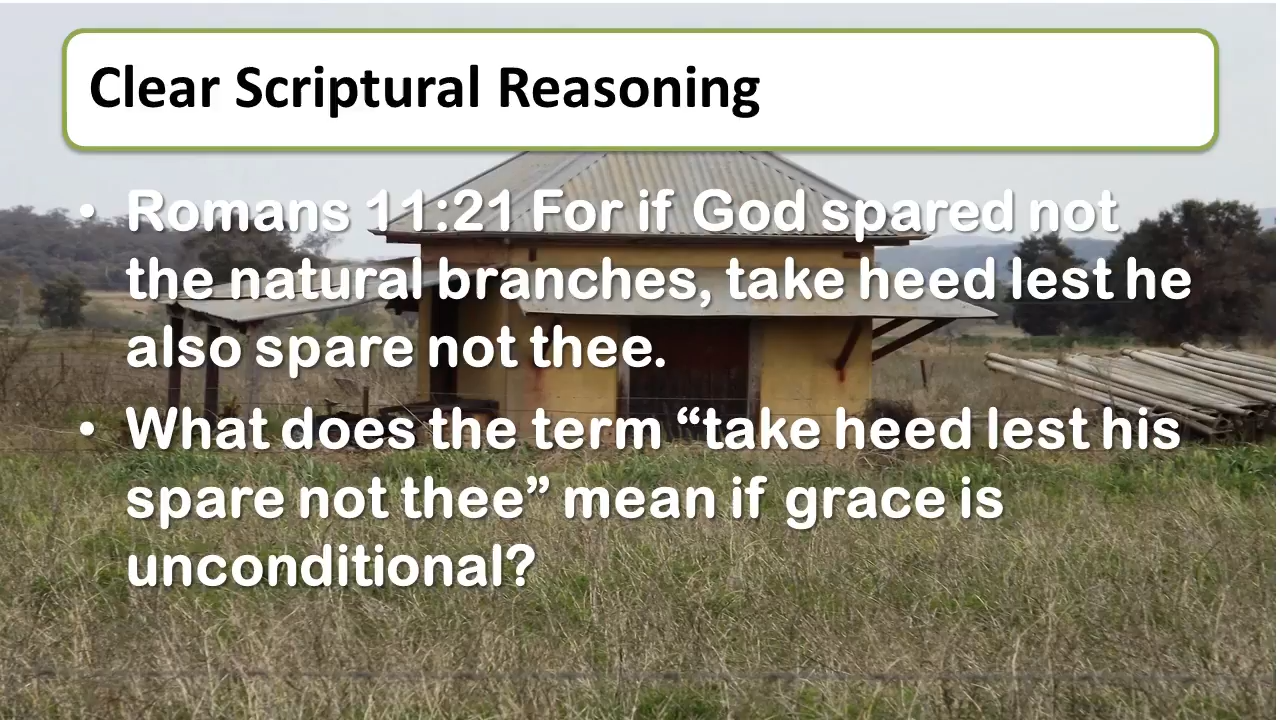 Clear Scriptural Reasoning
• Romans 11:21 For if God spared not
the natural branches, take heed lest he
also spare not thee.
• What does the term “take heed lest his
spare not thee” mean if grace is
unconditional?